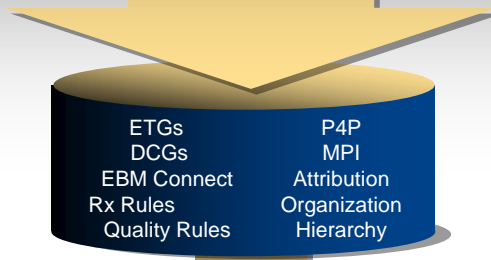 ETGs
DCGs
EBM Connect
Rx Rules
Quality Rules
P4P
MPI
Attribution
Organization
Hierarchy